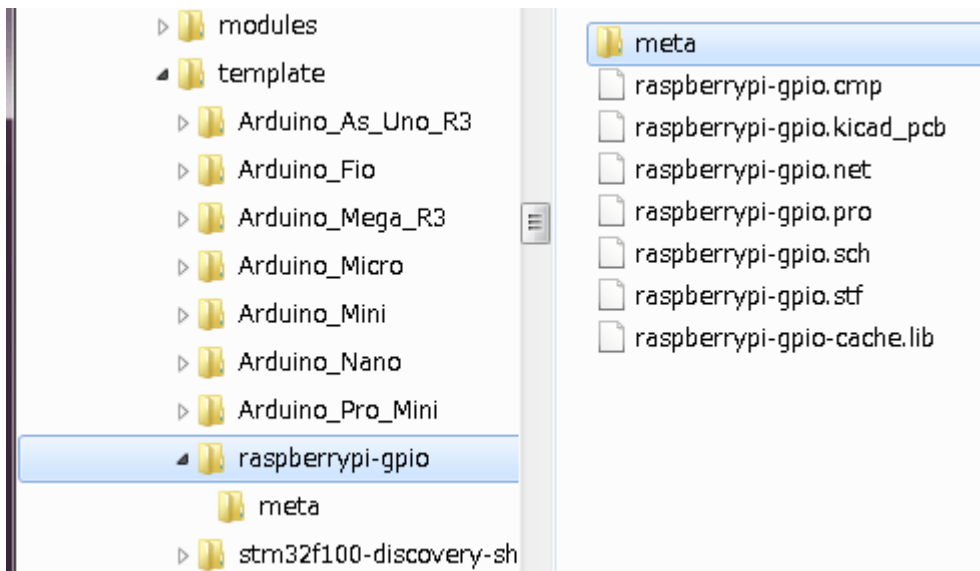 modules
template
Arduino_As_Uno_R3
Arduino_Fio
Arduino_Mega_R3
Arduino_Micro
Arduino_Mini
Arduino_Nano
Arduino_Pro_Mini
raspberrypi-gpio
meta
stm32f100-discovery-sh
meta
raspberrypi-gpio.cmp
raspberrypi-gpio.kicad_pcb
raspberrypi-gpio.net
raspberrypi-gpio.pro
raspberrypi-gpio.sch
raspberrypi-gpio.stf
raspberrypi-gpio-cache.lib